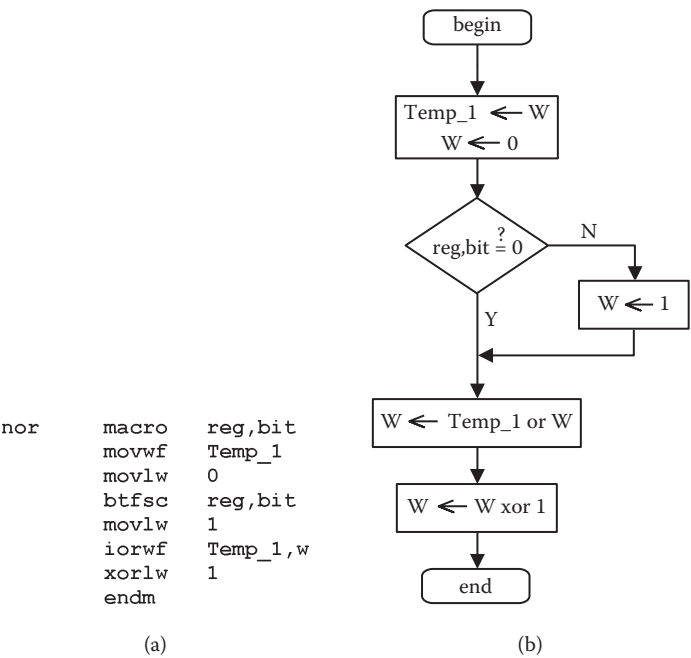 begin
Temp_1 ← W
W ← 0
reg,bit ≟ 0
N
W ← 1
Y
W ← Temp_1 or W
W ← W xor 1
end
nor macro reg,bit
movwf Temp_1
movlw 0
btfsc reg,bit
movlw 1
iorwf Temp_1,w
xorlw 1
endm
(a)
(b)